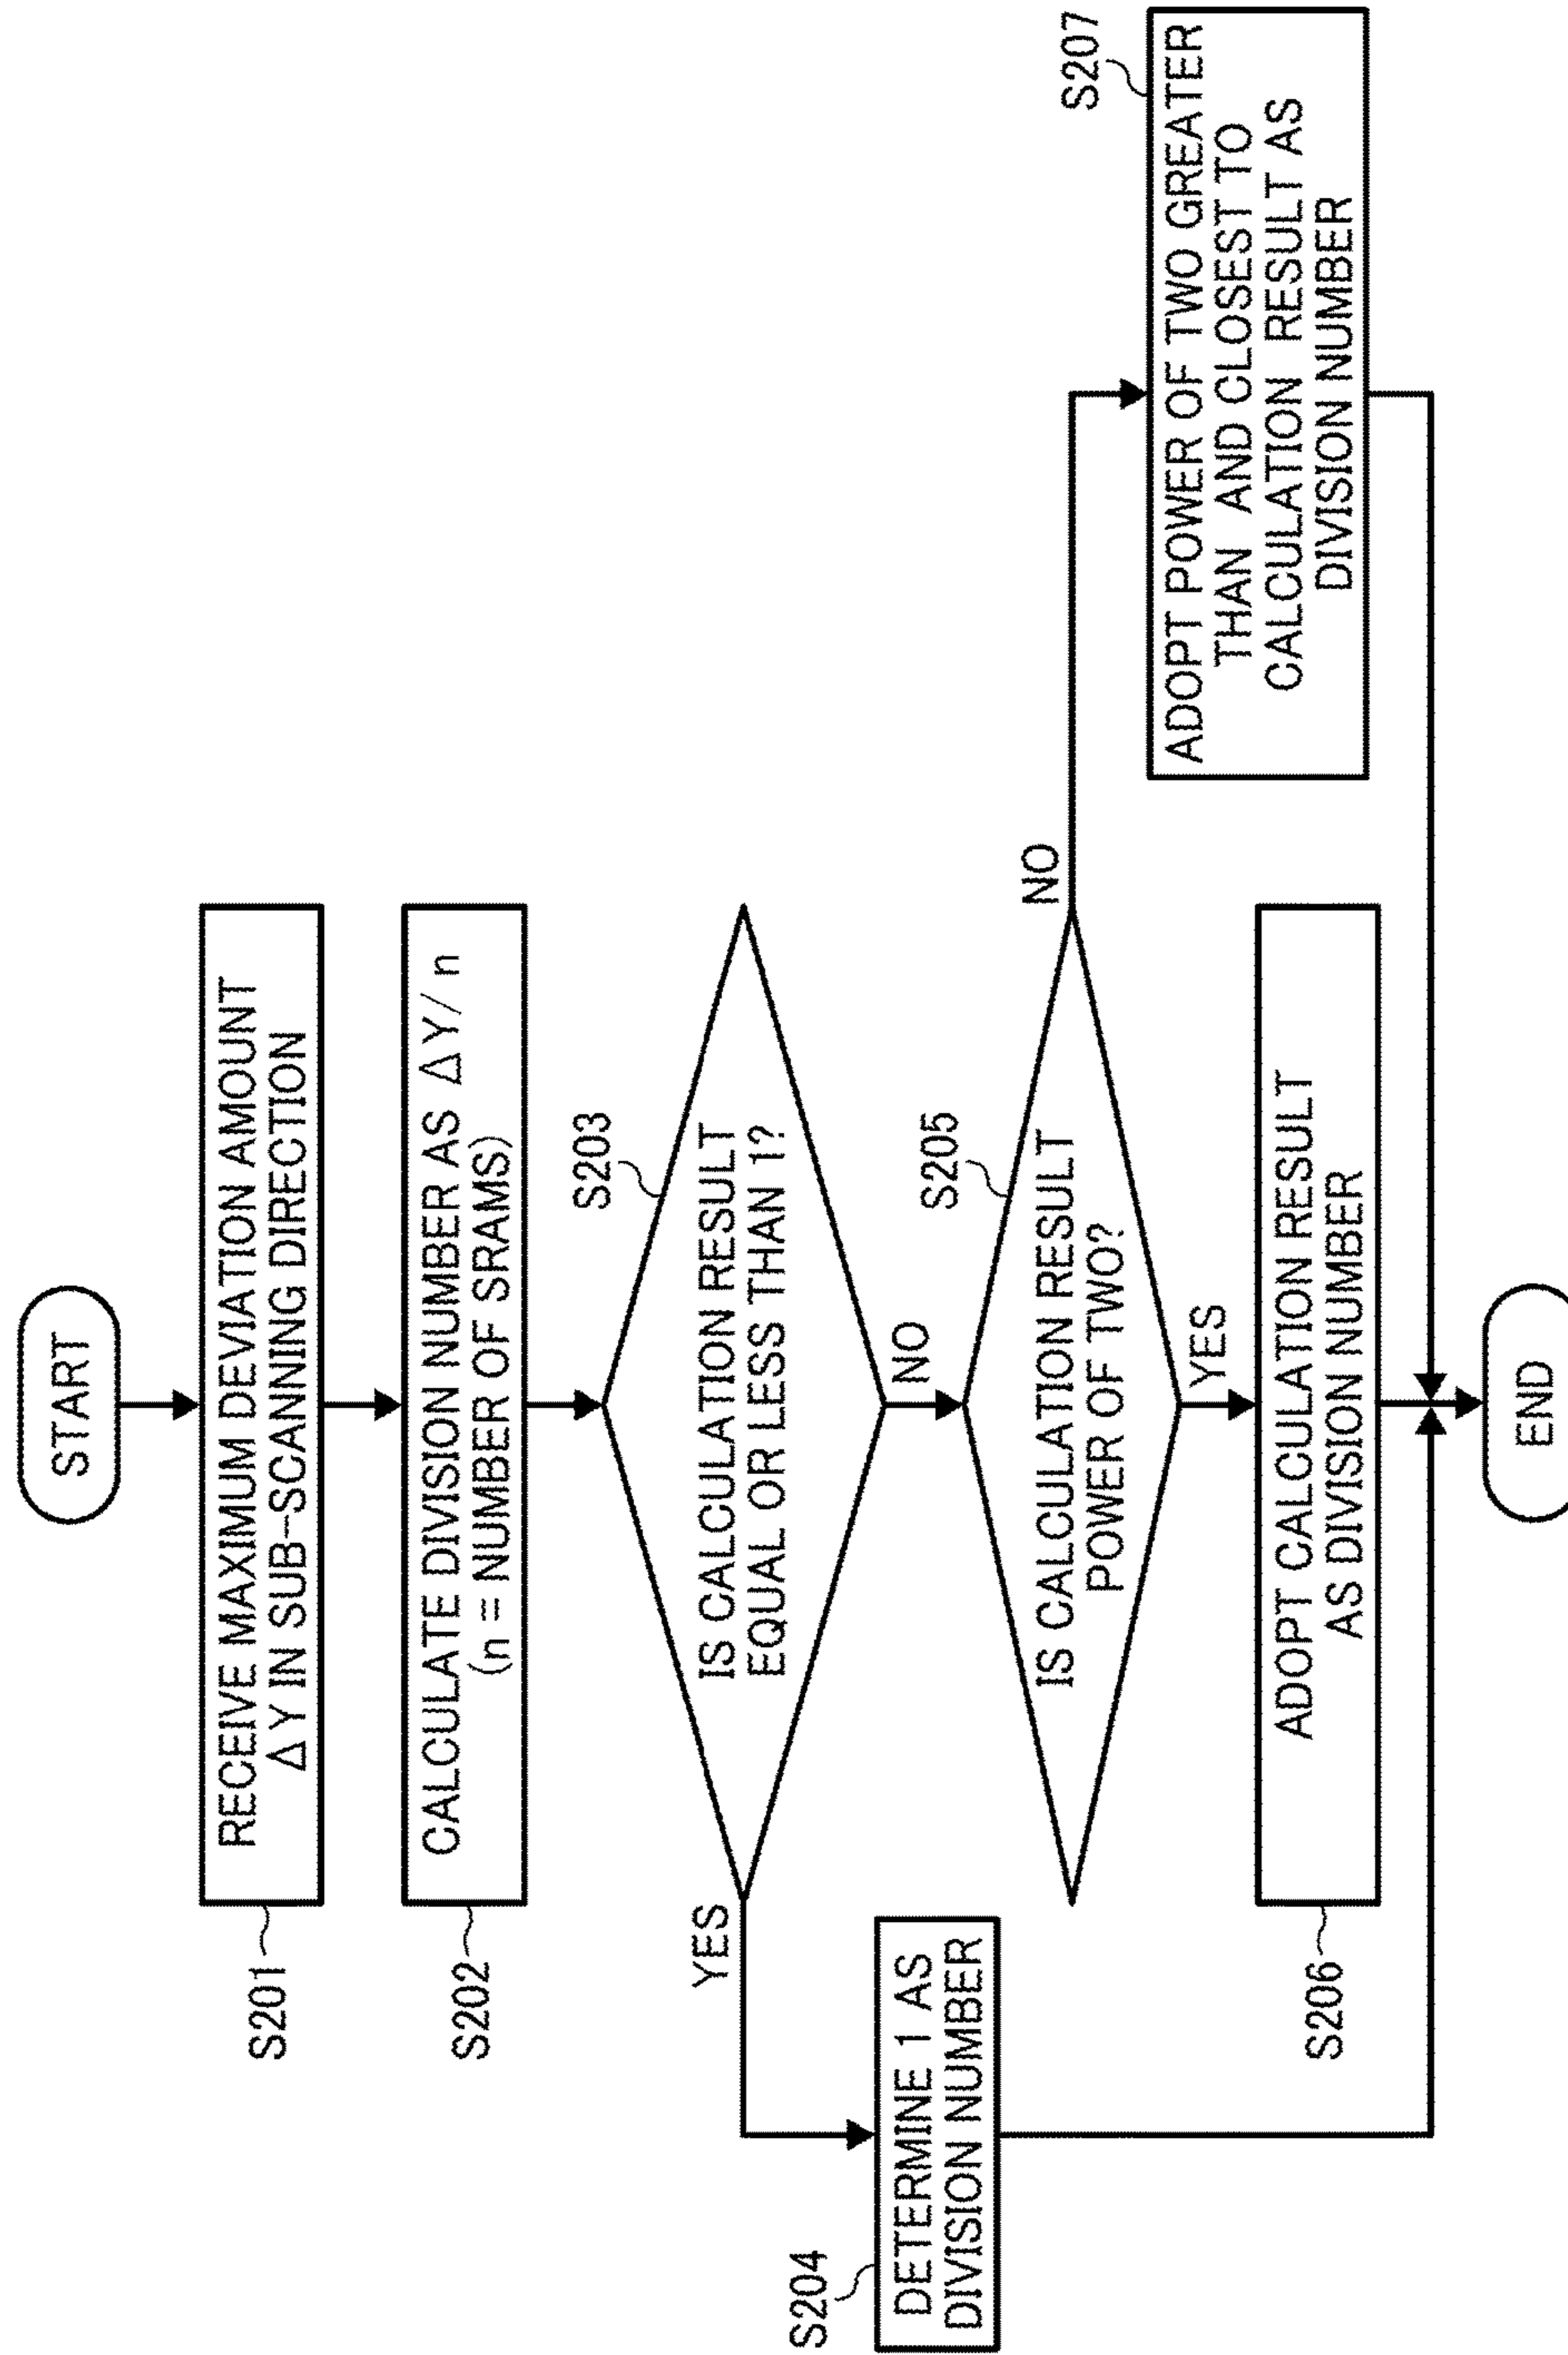 START
S201
RECEIVE MAXIMUM DEVIATION AMOUNT
ΔY IN SUB-SCANNING DIRECTION
S202
CALCULATE DIVISION NUMBER AS ΔY/n
(n = NUMBER OF SRAMS)
S203
IS CALCULATION RESULT
EQUAL OR LESS THAN 1?
YES
NO
S204
DETERMINE 1 AS
DIVISION NUMBER
S205
IS CALCULATION RESULT
POWER OF TWO?
NO
YES
S206
ADOPT CALCULATION RESULT
AS DIVISION NUMBER
S207
ADOPT POWER OF TWO GREATER
THAN AND CLOSEST TO
CALCULATION RESULT AS
DIVISION NUMBER
END